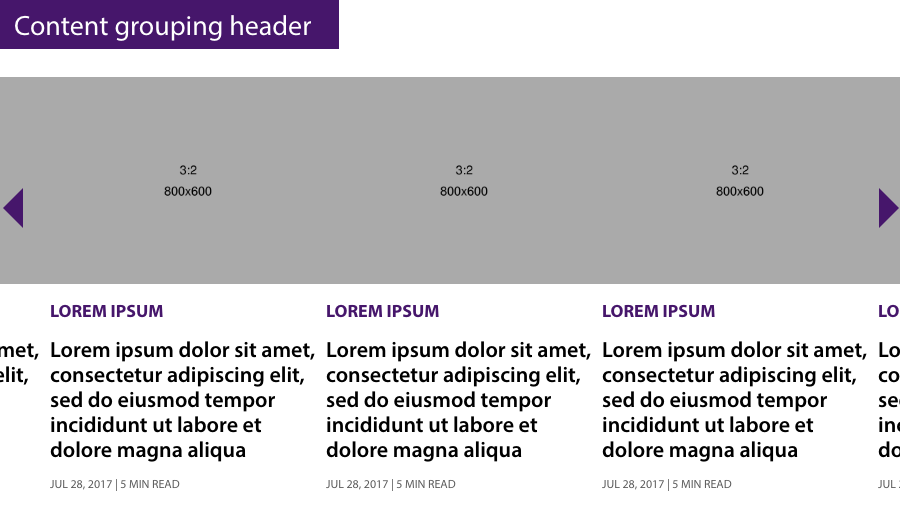 Content grouping header
3:2
800x600
3:2
800x600
3:2
800x600
met,
elit,
LOREM IPSUM
Lorem ipsum dolor sit amet,
consectetur adipiscing elit,
sed do eiusmod tempor
incididunt ut labore et
dolore magna aliqua
JUL 28, 2017 | 5 MIN READ
LOREM IPSUM
Lorem ipsum dolor sit amet,
consectetur adipiscing elit,
sed do eiusmod tempor
incididunt ut labore et
dolore magna aliqua
JUL 28, 2017 | 5 MIN READ
LOREM IPSUM
Lorem ipsum dolor sit amet,
consectetur adipiscing elit,
sed do eiusmod tempor
incididunt ut labore et
dolore magna aliqua
JUL 28, 2017 | 5 MIN READ
LO
Lo
co
se
in
do
JUL